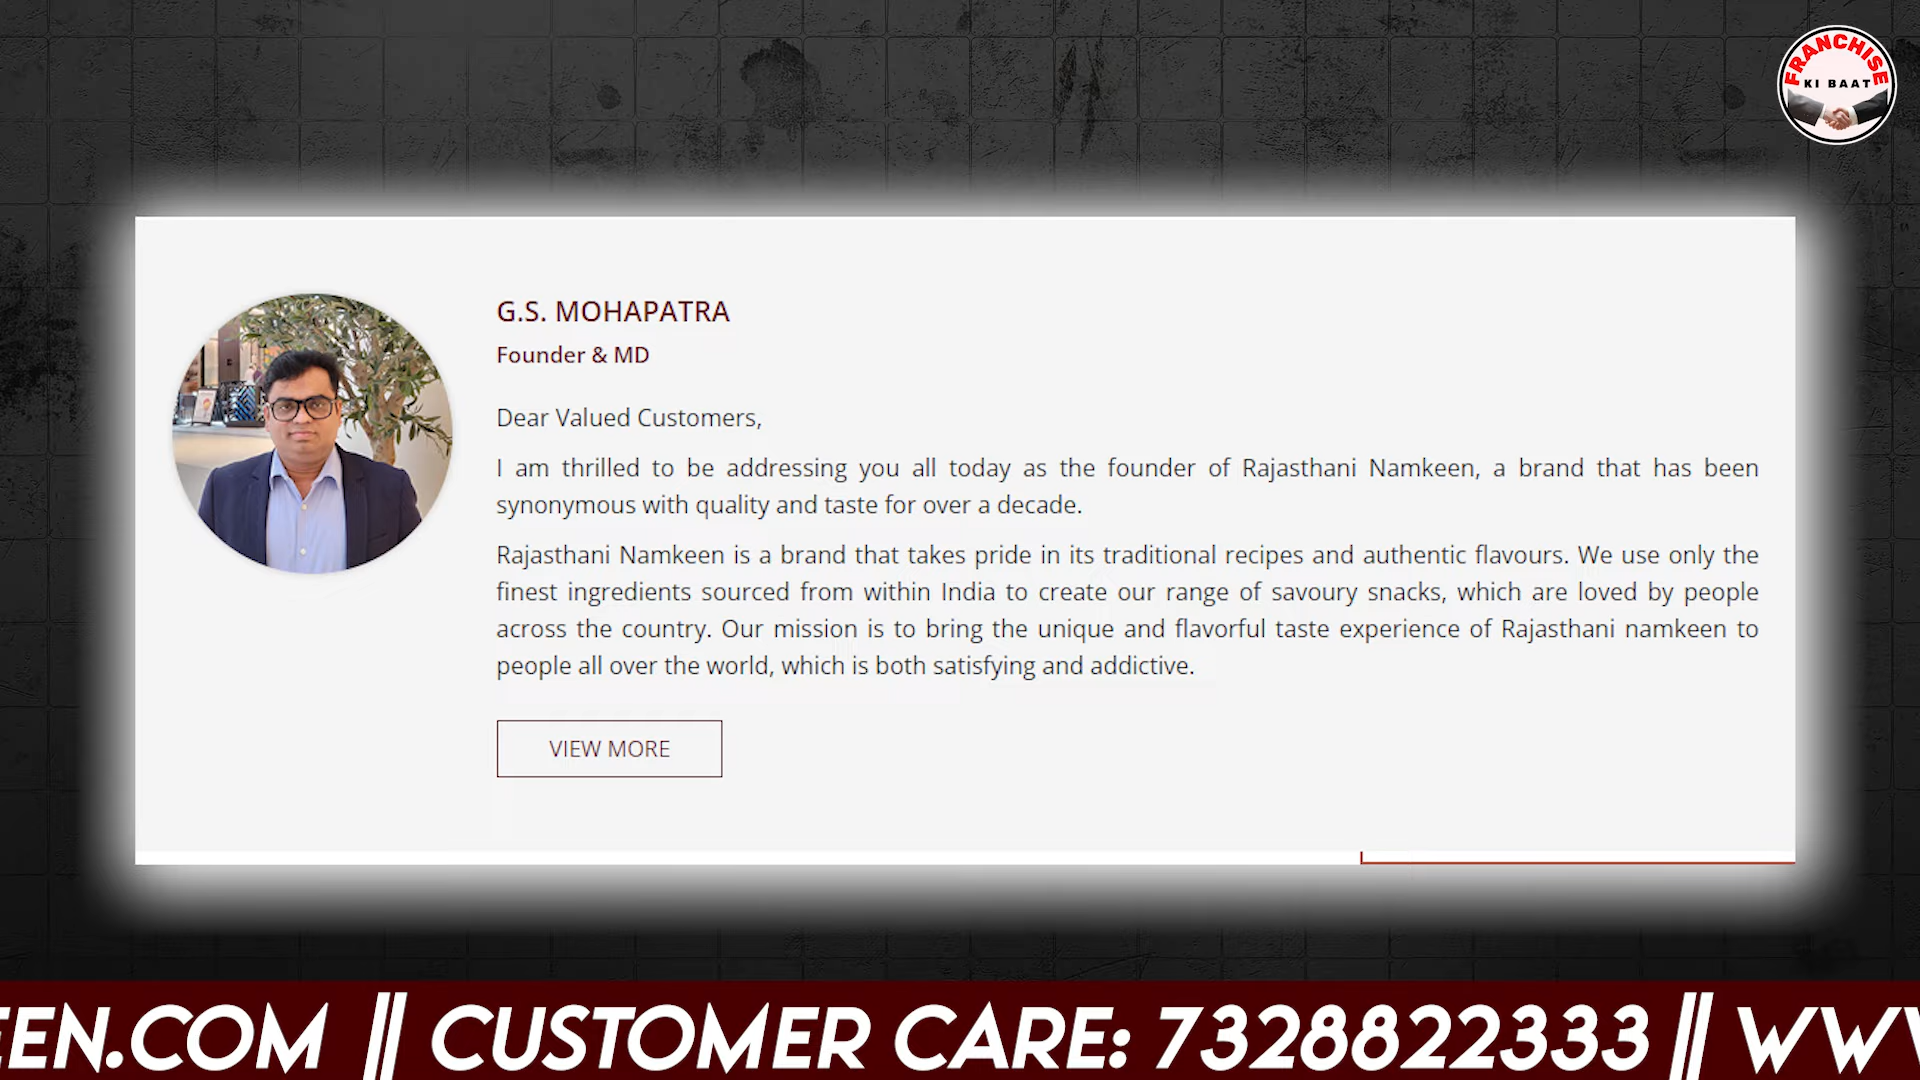 FRANCHISE
KI BAAT
G.S. MOHAPATRA
Founder & MD
Dear Valued Customers,
I am thrilled to be addressing you all today as the founder of Rajasthani Namkeen, a brand that has been
synonymous with quality and taste for over a decade.
Rajasthani Namkeen is a brand that takes pride in its traditional recipes and authentic flavours. We use only the
finest ingredients sourced from within India to create our range of savoury snacks, which are loved by people
across the country. Our mission is to bring the unique and flavorful taste experience of Rajasthani namkeen to
people all over the world, which is both satisfying and addictive.
VIEW MORE
EEN.COM || CUSTOMER CARE: 7328822333 || WWW